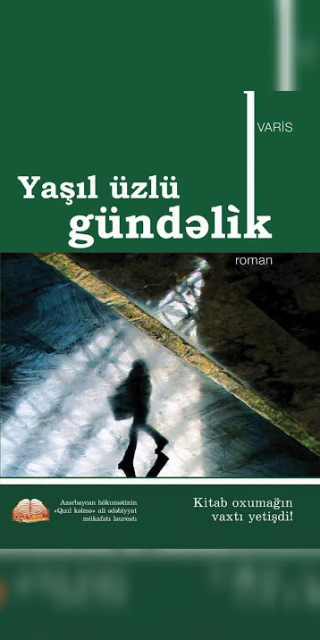 VARİS
Yaşıl üzlü
gündəlik
roman
Azərbaycan hökumətinin
«Qızıl kəlmə» ali ədəbiyyat
mükafatı laureatı
Kitab oxumağın
vaxtı yetişdi!